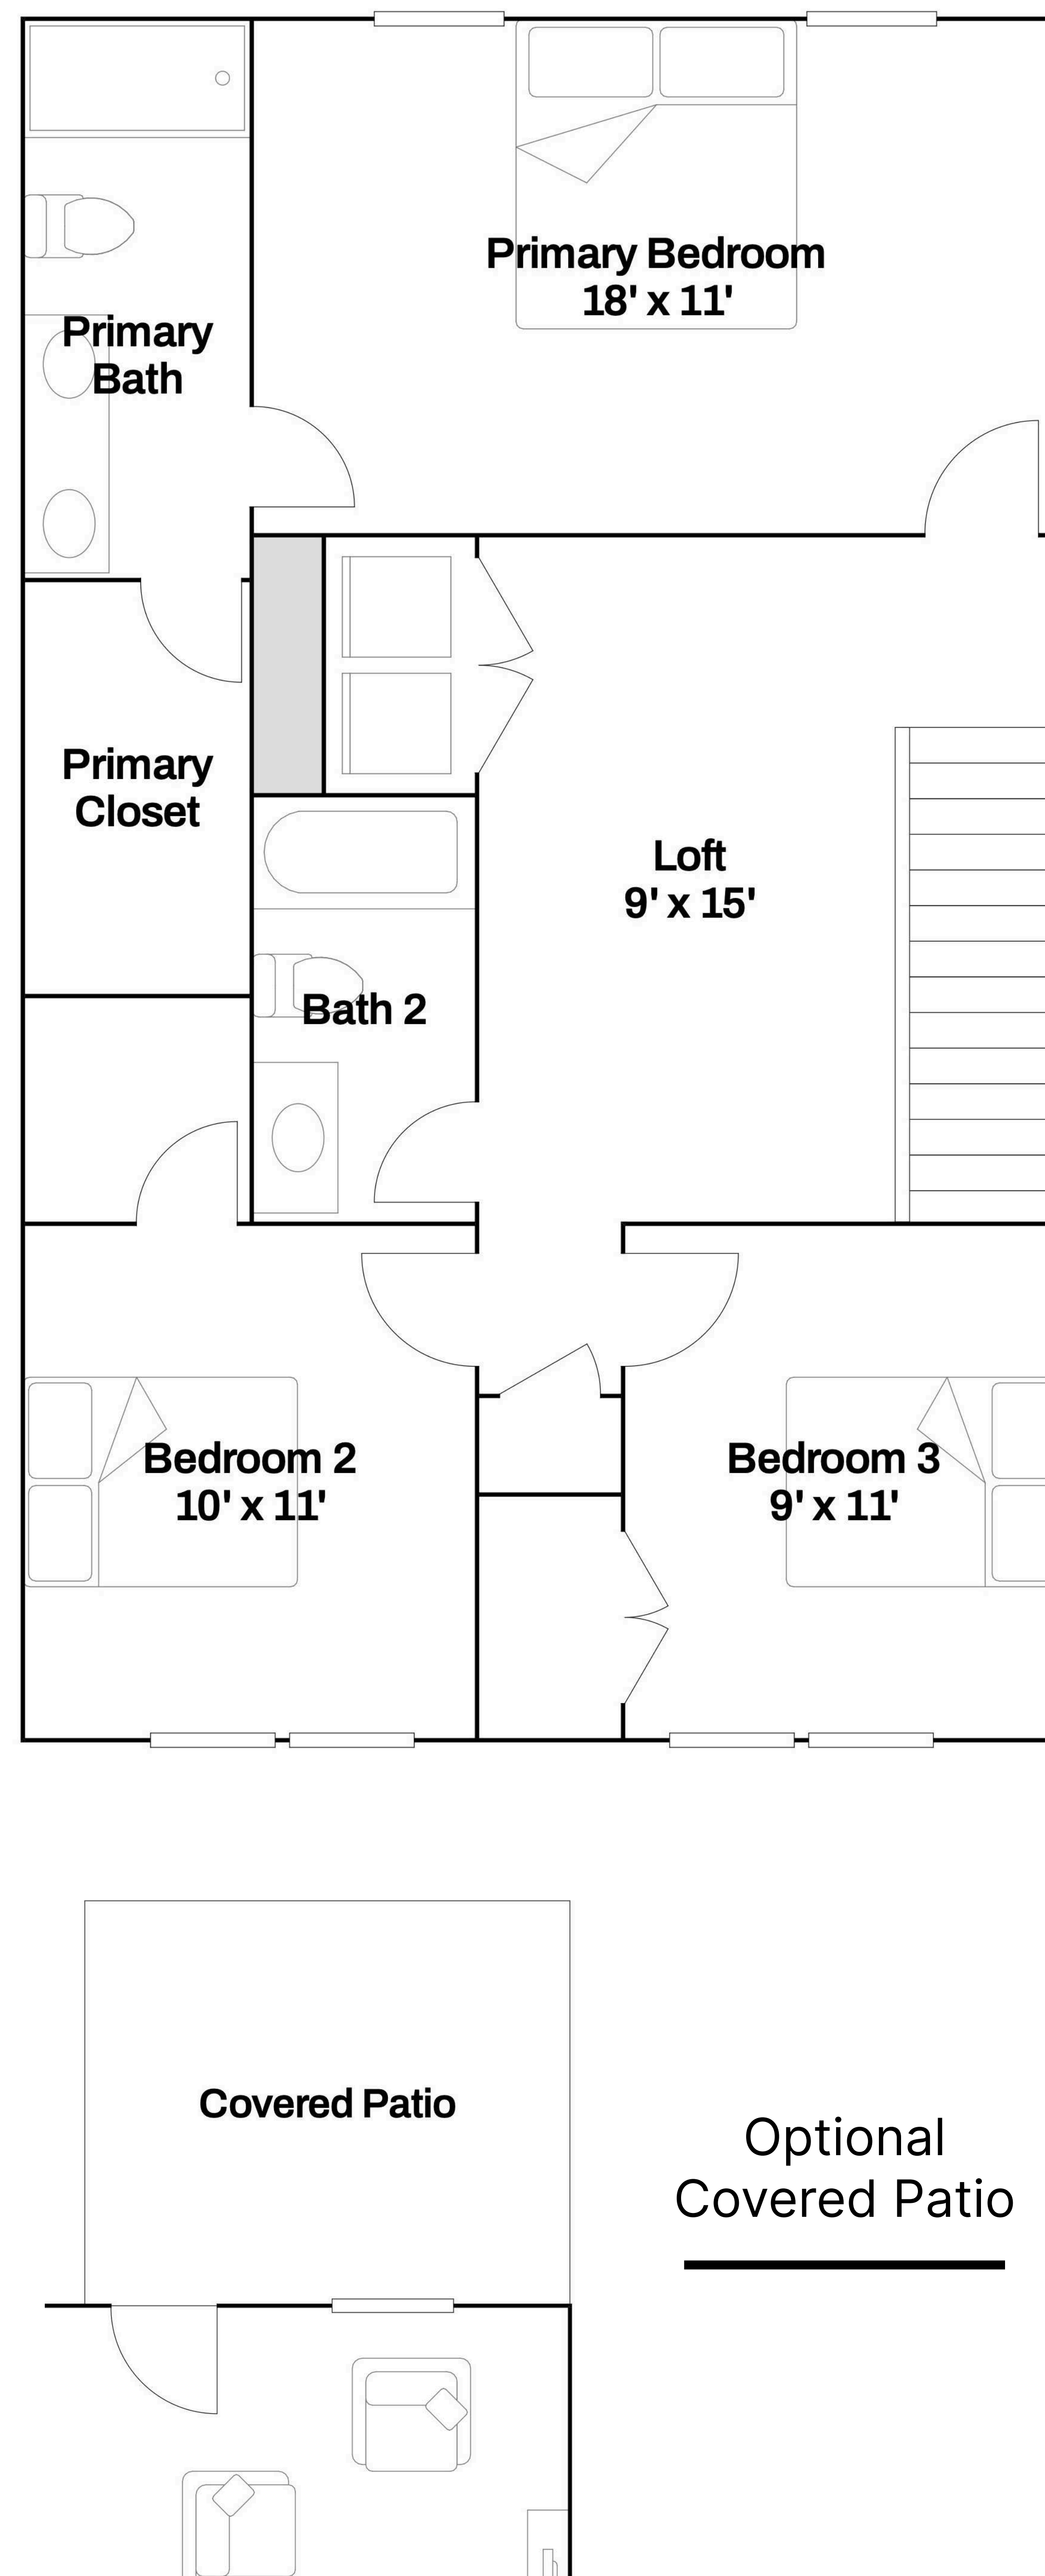 Primary Bedroom
18' x 11'
Primary
Bath
Primary
Closet
Loft
9' x 15'
Bath 2
Bedroom 2
10' x 11'
Bedroom 3
9' x 11'
Covered Patio
Optional
Covered Patio